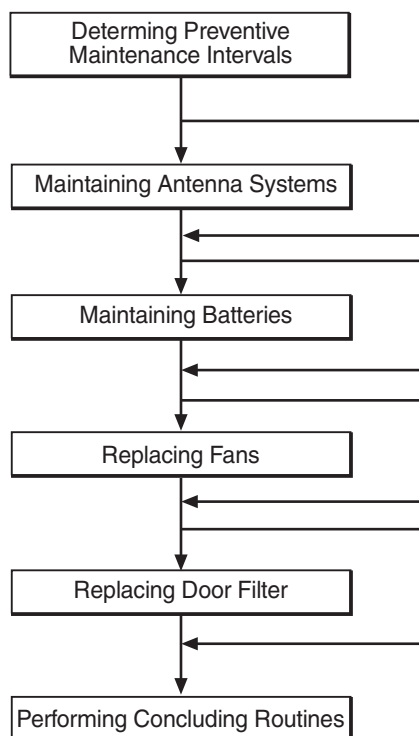 Determing Preventive
Maintenance Intervals
Maintaining Antenna Systems
Maintaining Batteries
Replacing Fans
Replacing Door Filter
Performing Concluding Routines